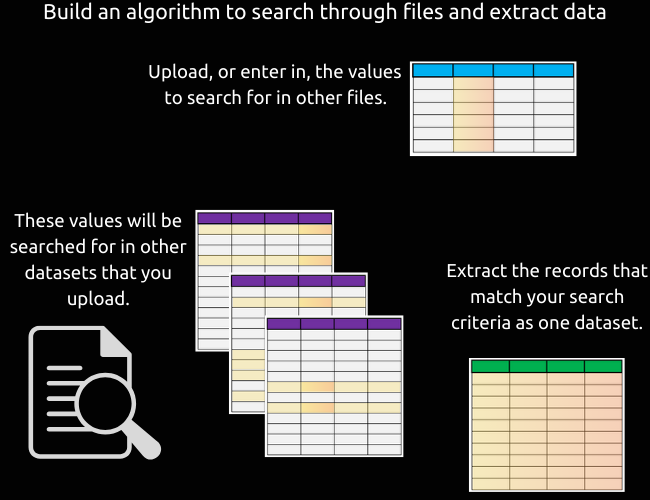 Build an algorithm to search through files and extract data
Upload, or enter in, the values
to search for in other files.
These values will be
searched for in other
datasets that you
upload.
Extract the records that
match your search
criteria as one dataset.